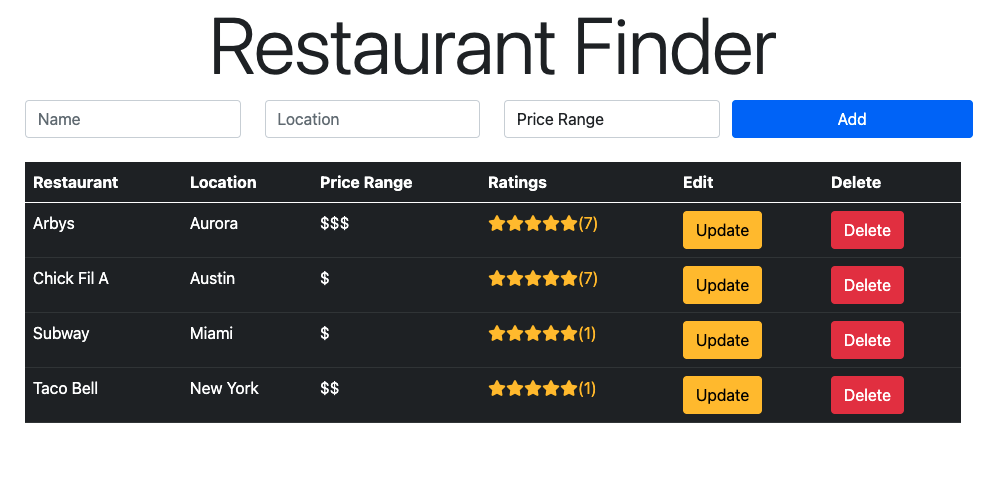 Restaurant Finder
Name Location Price Range Add
Restaurant Location Price Range Ratings Edit Delete
Arbys Aurora $$$ (7) Update Delete
Chick Fil A Austin $ (7) Update Delete
Subway Miami $ (1) Update Delete
Taco Bell New York $$ (1) Update Delete